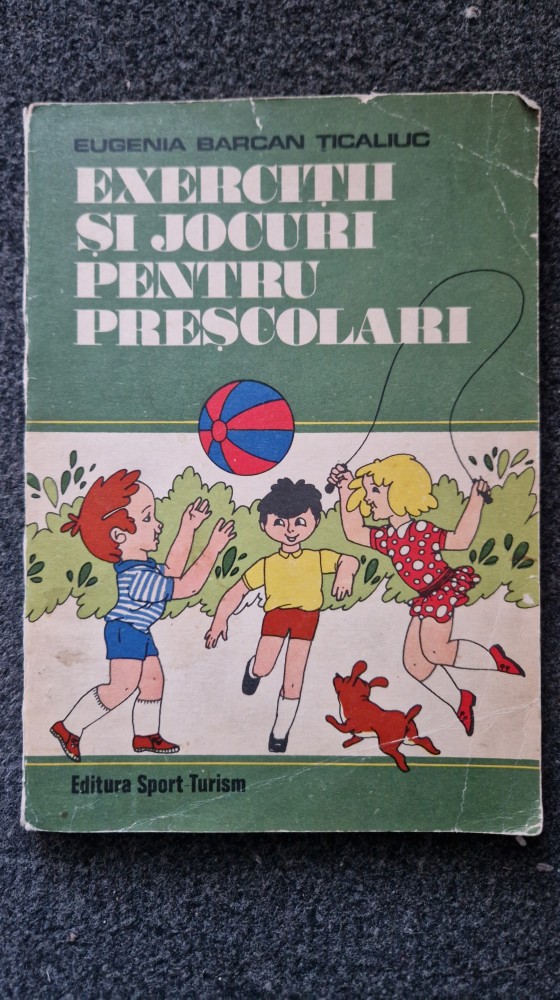 EUGENIA BARCAN ȚICALIUC
EXERCIȚII
ȘI JOCURI
PENTRU
PREȘCOLARI
Editura Sport-Turism